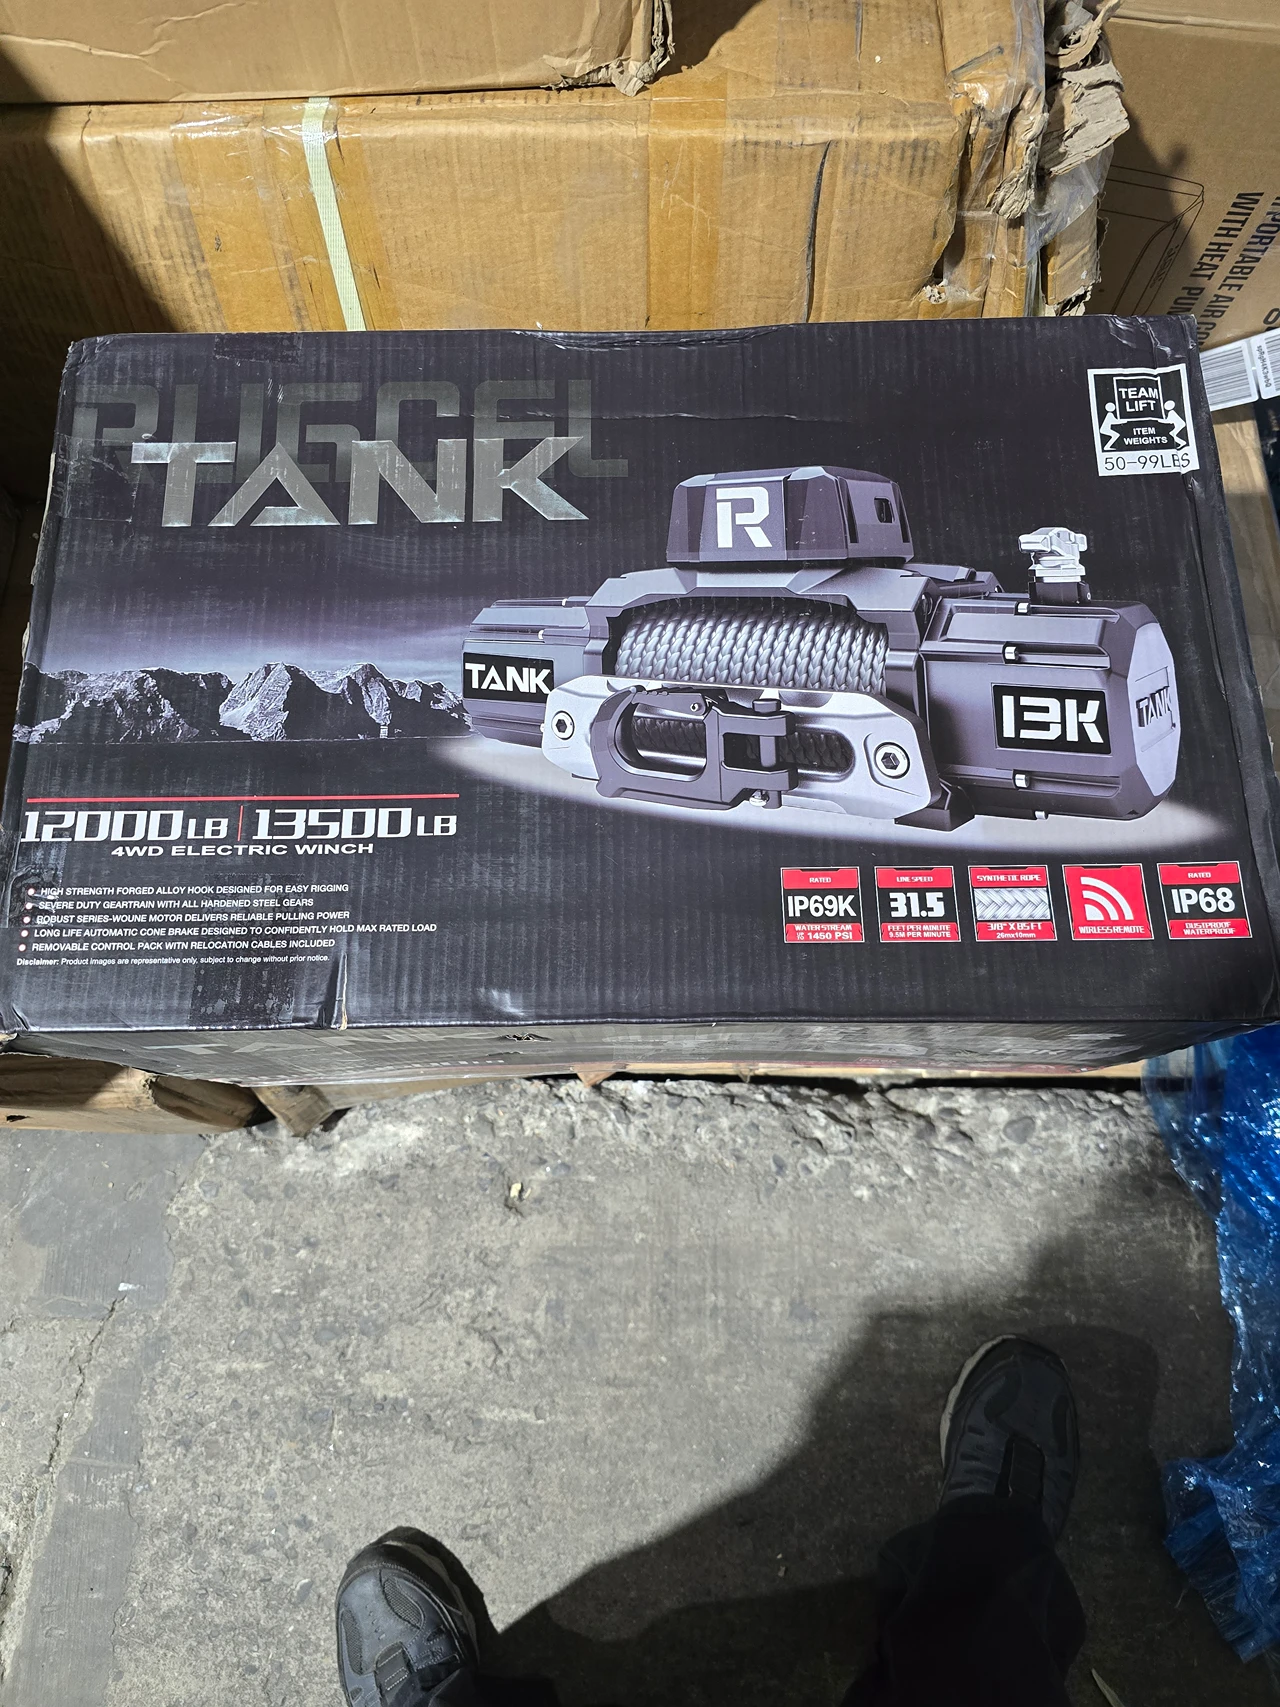 PORTABLE AIR CO
WITH HEAT PUM
RUGCEL
TANK
TEAM
LIFT
ITEM
WEIGHTS
50-99LBS
R
TANK
13K
TANK
12000LB | 13500LB
4WD ELECTRIC WINCH
HIGH STRENGTH FORGED ALLOY HOOK DESIGNED FOR EASY RIGGING
SEVERE DUTY GEARTRAIN WITH ALL HARDENED STEEL GEARS
ROBUST SERIES-WOUNE MOTOR DELIVERS RELIABLE PULLING POWER
LONG LIFE AUTOMATIC CONE BRAKE DESIGNED TO CONFIDENTLY HOLD MAX RATED LOAD
REMOVABLE CONTROL PACK WITH RELOCATION CABLES INCLUDED
Disclaimer: Product images are representative only, subject to change without prior notice.
RATED
IP69K
WATER STREAM
1450 PSI
LINE SPEED
31.5
FEET PER MINUTE
9.5M PER MINUTE
SYNTHETIC ROPE
3/8" X 85FT
26mx10mm
WIRLESS REMOTE
RATED
IP68
DUSTPROOF
WATERPROOF